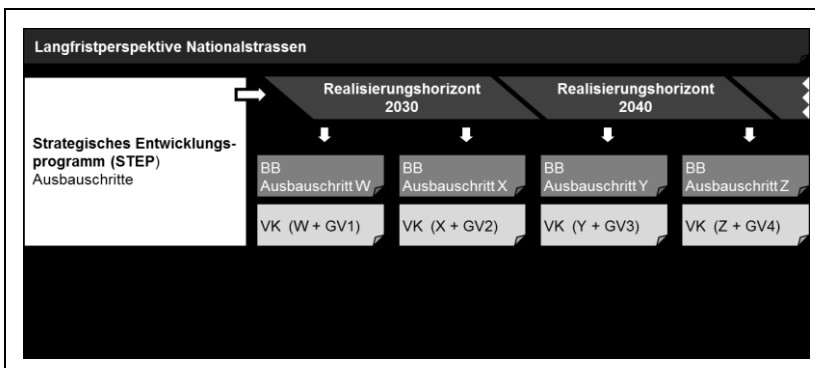 Langfristperspektive Nationalstrassen
Realisierungshorizont
2030
Realisierungshorizont
2040
Strategisches Entwicklungs-
programm (STEP)
Ausbauschritte
BB
Ausbauschritt W
BB
Ausbauschritt X
BB
Ausbauschritt Y
BB
Ausbauschritt Z
VK (W + GV1)
VK (X + GV2)
VK (Y + GV3)
VK (Z + GV4)